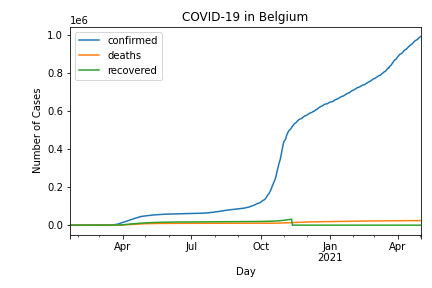 COVID-19 in Belgium
1e6
confirmed
deaths
recovered
Number of Cases
1.0
0.8
0.6
0.4
0.2
0.0
Apr Jul Oct Jan Apr
2021
Day